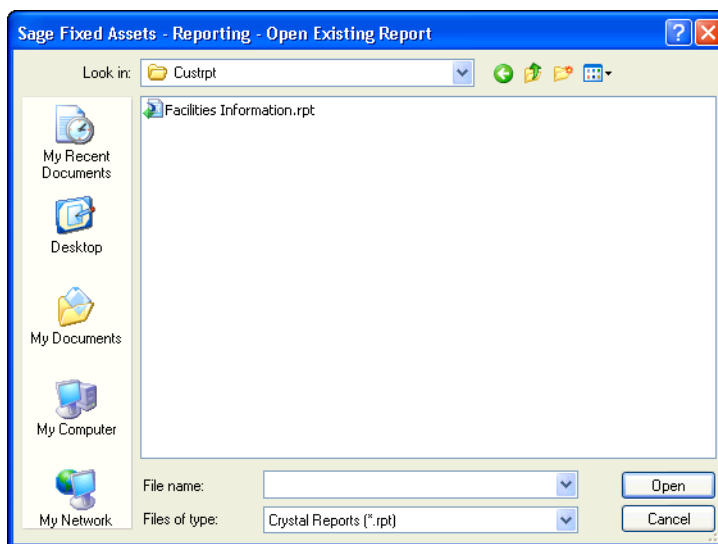 Sage Fixed Assets - Reporting - Open Existing Report
Look in:
Custrpt
Facilities Information.rpt
My Recent
Documents
Desktop
My Documents
My Computer
My Network
File name:
Open
Files of type:
Crystal Reports (*.rpt)
Cancel